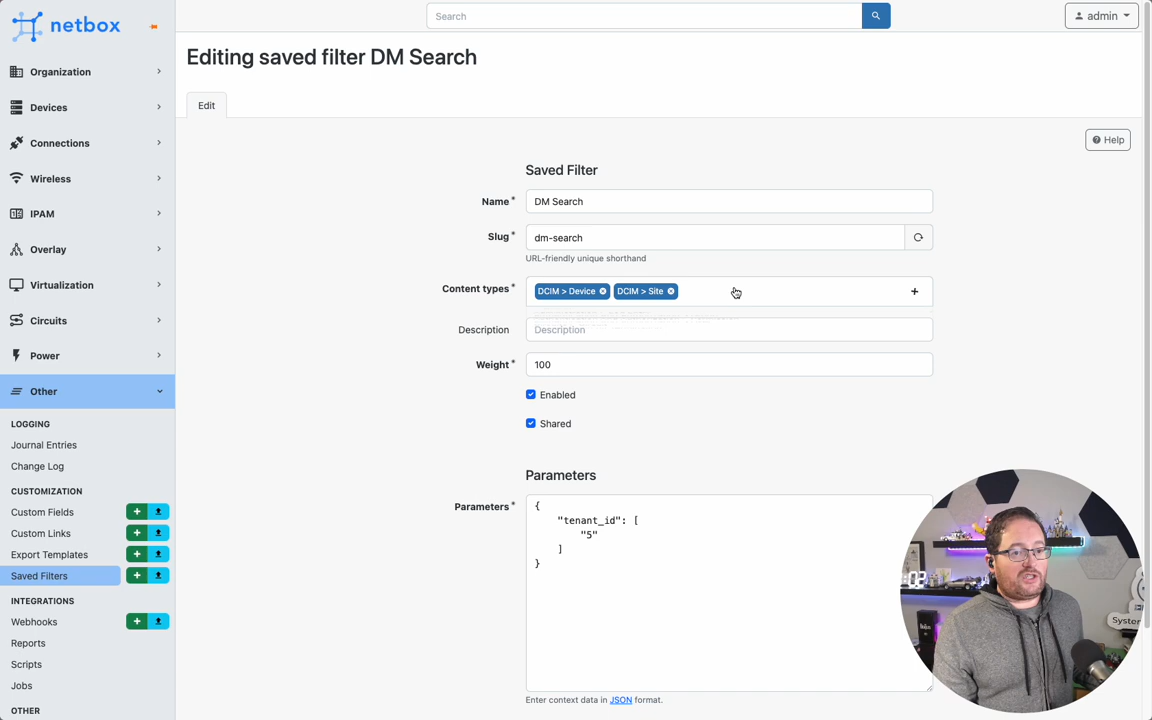 netbox
Search
admin
Editing saved filter DM Search
Edit
Help
Organization
Devices
Connections
Wireless
IPAM
Overlay
Virtualization
Circuits
Power
Other
LOGGING
Journal Entries
Change Log
CUSTOMIZATION
Custom Fields
Custom Links
Export Templates
Saved Filters
INTEGRATIONS
Webhooks
Reports
Scripts
Jobs
OTHER
Saved Filter
Name* DM Search
Slug* dm-search
URL-friendly unique shorthand
Content types* DCIM > Device DCIM > Site
Description Description
Weight* 100
Enabled
Shared
Parameters
Parameters* {
"tenant_id": [
"5"
]
}
Enter context data in JSON format.